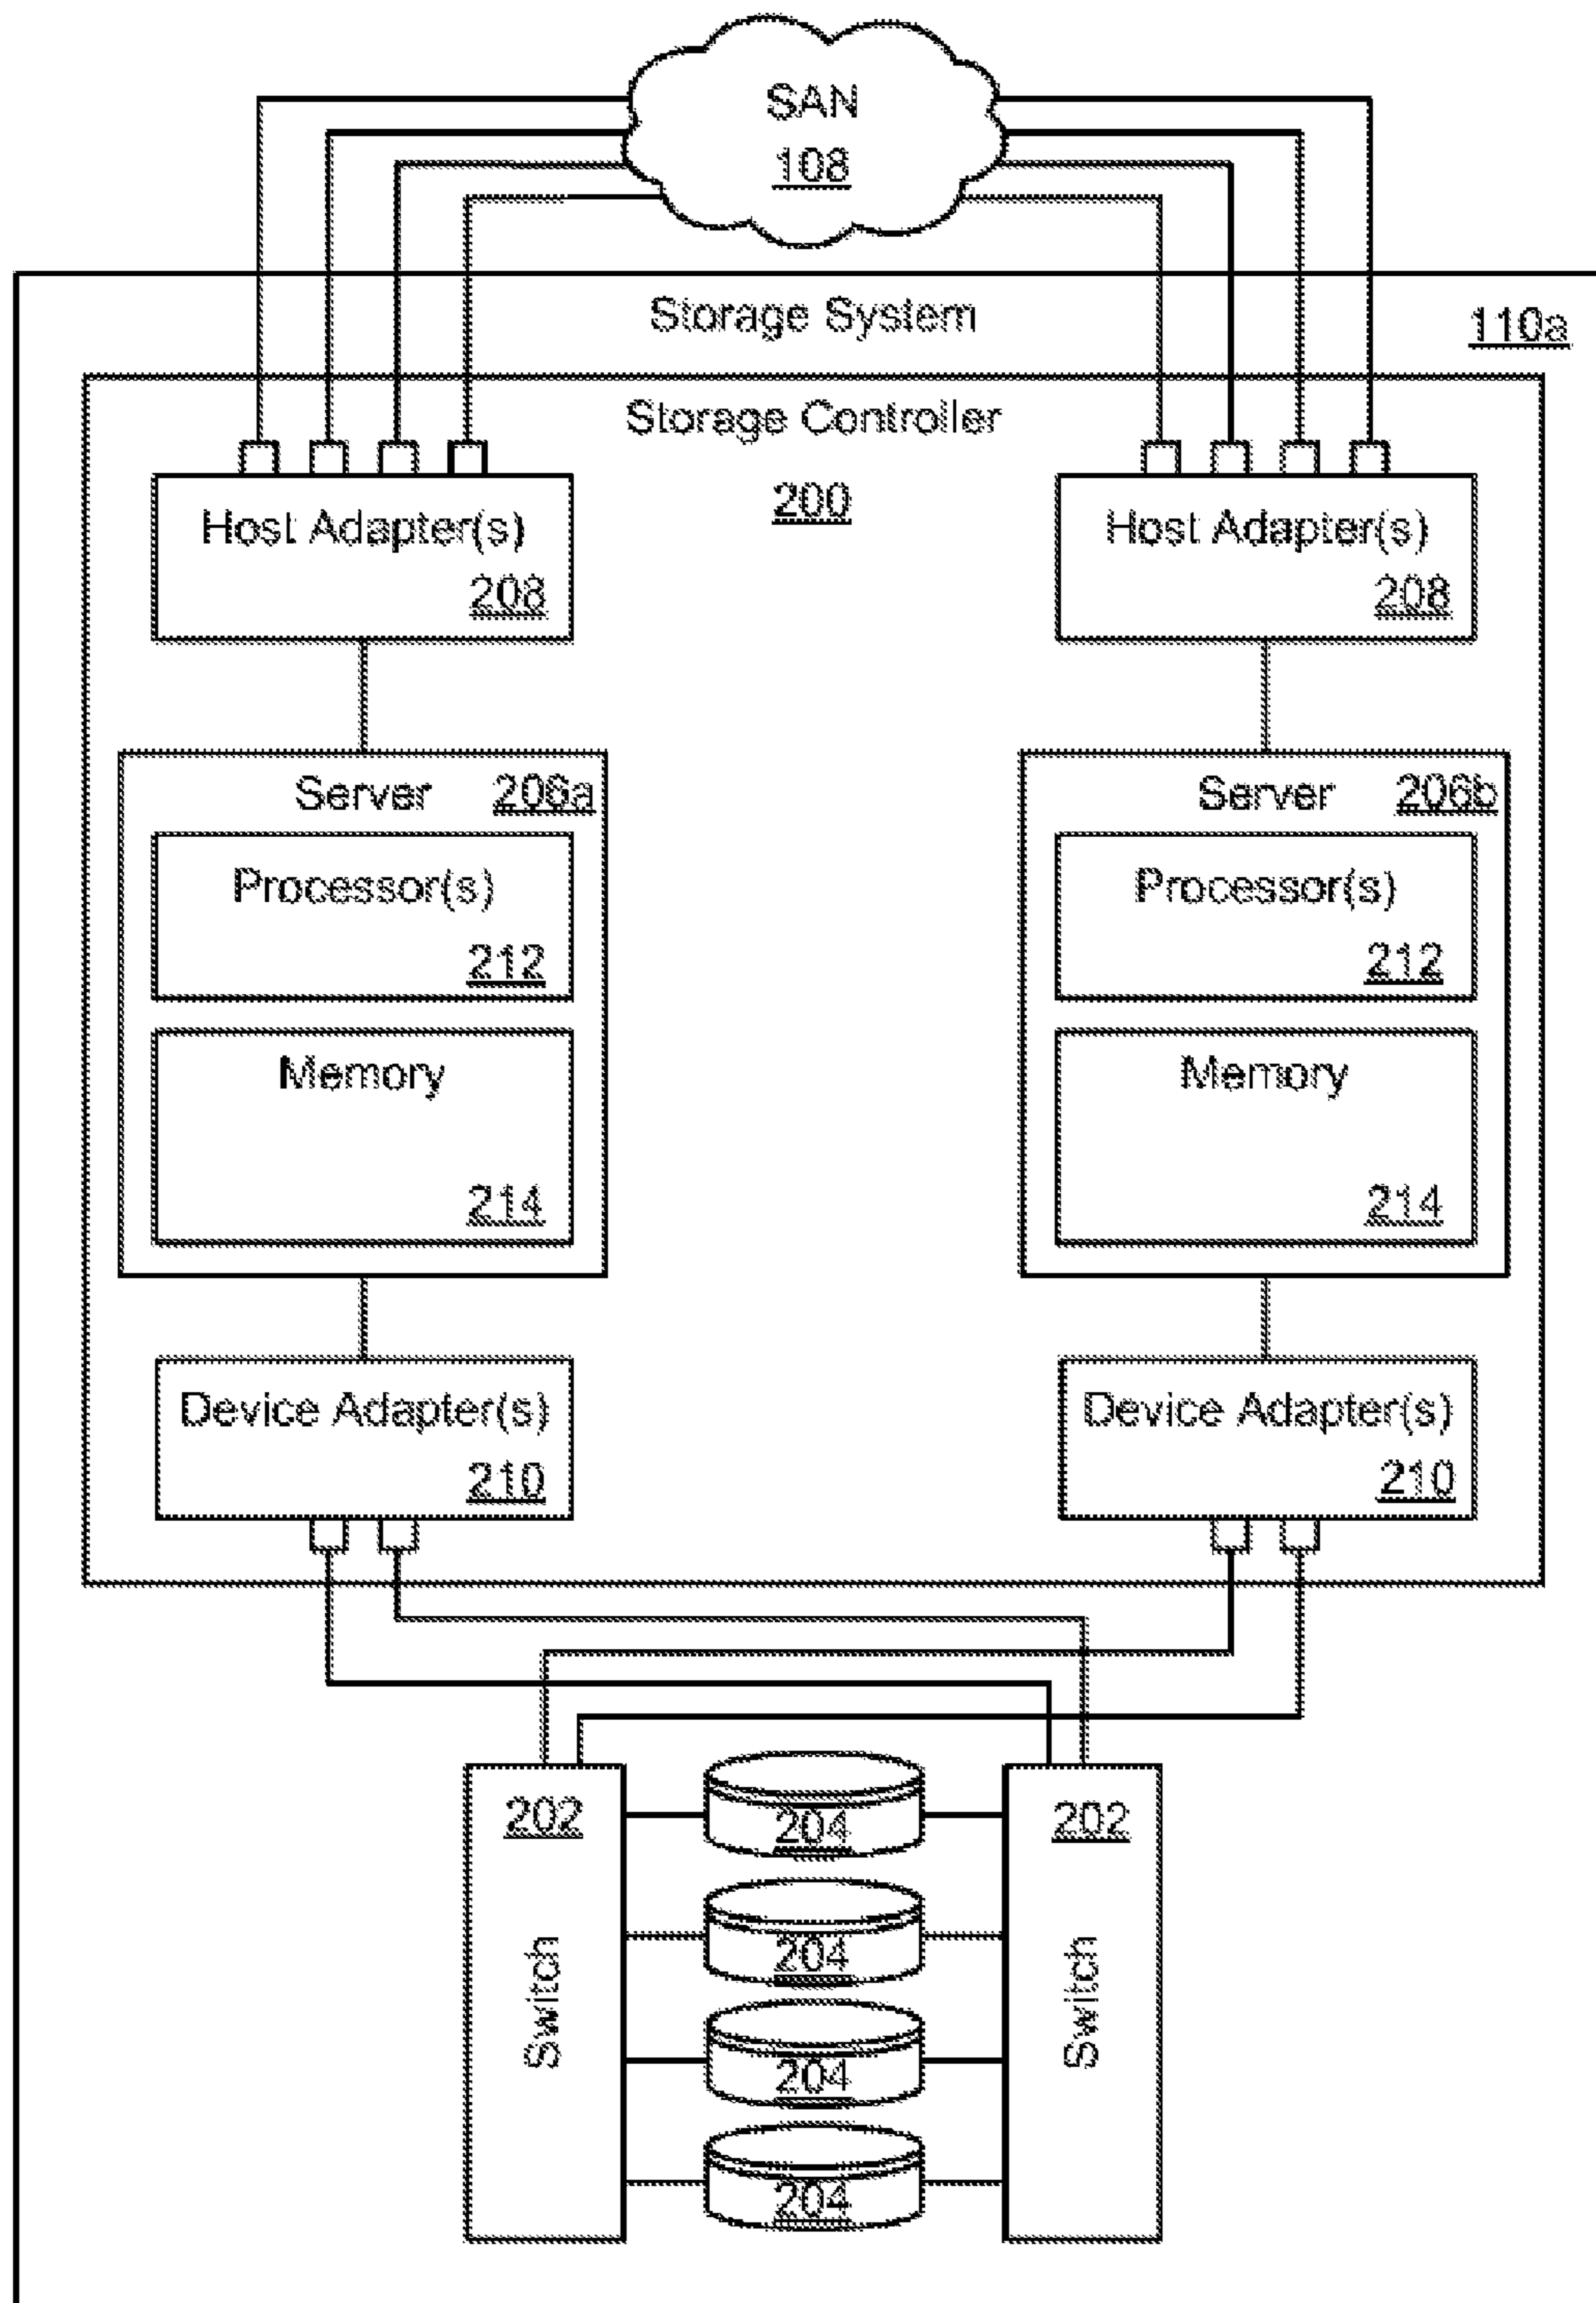 SAN
108
Storage System
110a
Storage Controller
200
Host Adapter(s)
208
Host Adapter(s)
208
Server 206a
Processor(s)
212
Memory
214
Server 206b
Processor(s)
212
Memory
214
Device Adapter(s)
210
Device Adapter(s)
210
202
Switch
204
204
204
204
202
Switch